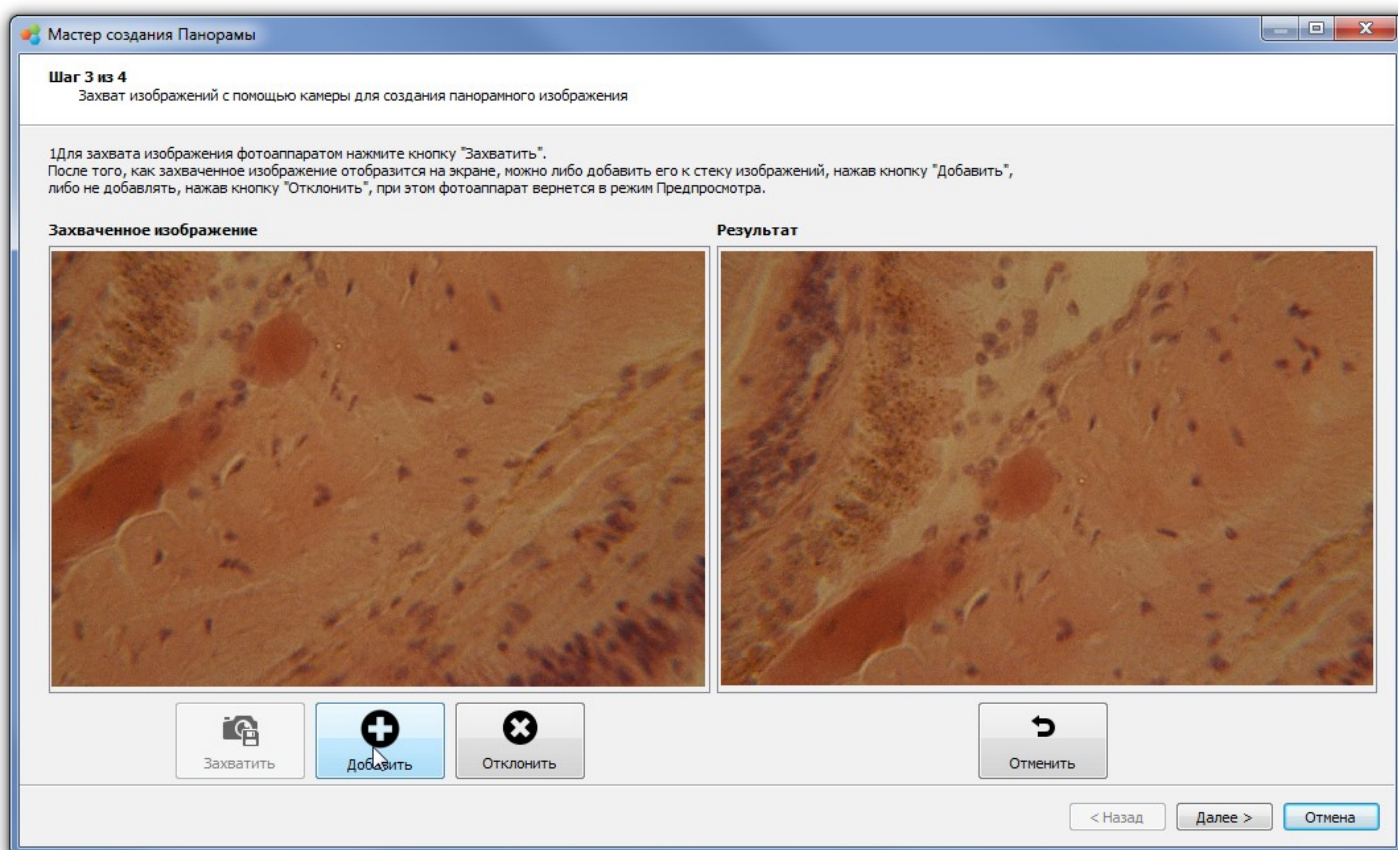 Мастер создания Панорамы
Шаг 3 из 4
Захват изображений с помощью камеры для создания панорамного изображения
1Для захвата изображения фотоаппаратом нажмите кнопку "Захватить".
После того, как захваченное изображение отобразится на экране, можно либо добавить его к стеку изображений, нажав кнопку "Добавить",
либо не добавлять, нажав кнопку "Отклонить", при этом фотоаппарат вернется в режим Предпросмотра.
Захваченное изображение
Результат
Захватить
Добавить
Отклонить
Отменить
< Назад
Далее >
Отмена